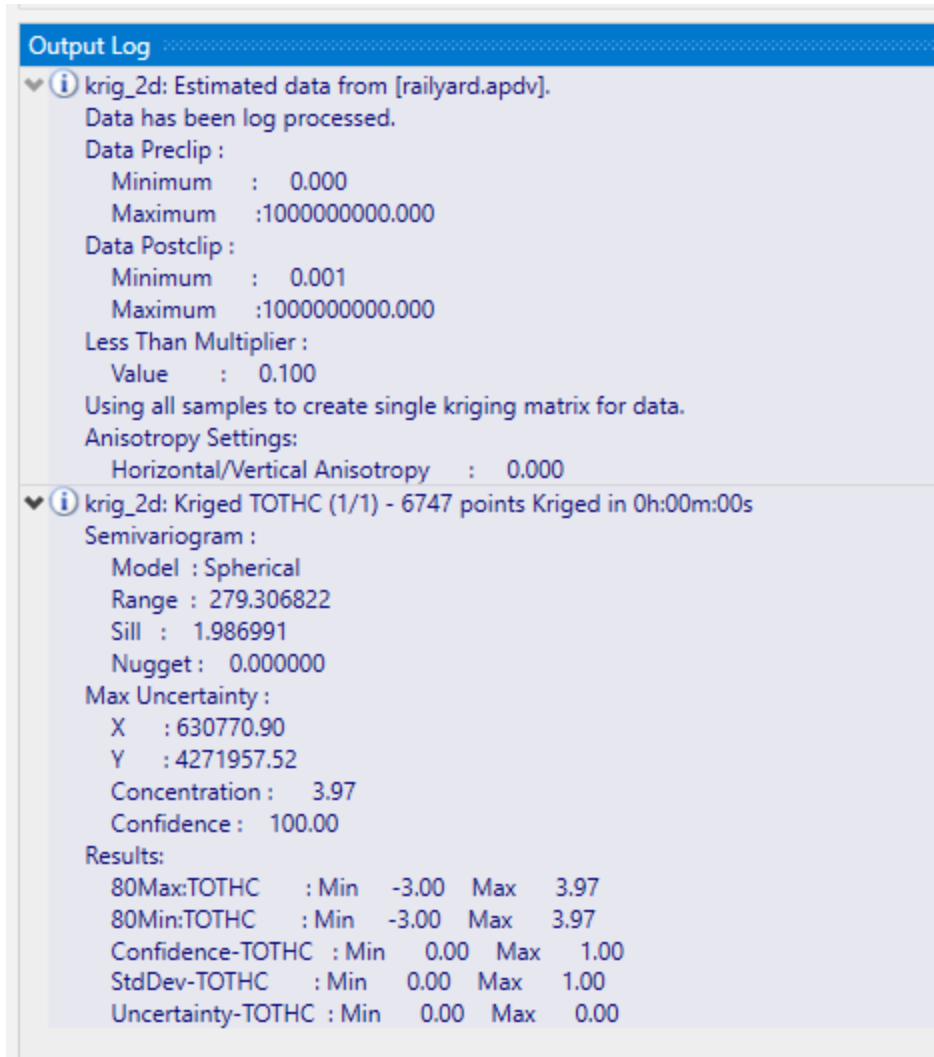 Output Log
krig_2d: Estimated data from [railyard.apdv].
Data has been log processed.
Data Preclip :
Minimum : 0.000
Maximum :1000000000.000
Data Postclip :
Minimum : 0.001
Maximum :1000000000.000
Less Than Multiplier :
Value : 0.100
Using all samples to create single kriging matrix for data.
Anisotropy Settings:
Horizontal/Vertical Anisotropy : 0.000
krig_2d: Kriged TOTHC (1/1) - 6747 points Kriged in 0h:00m:00s
Semivariogram :
Model : Spherical
Range : 279.306822
Sill : 1.986991
Nugget : 0.000000
Max Uncertainty :
X : 630770.90
Y : 4271957.52
Concentration : 3.97
Confidence : 100.00
Results:
80Max:TOTHC : Min -3.00 Max 3.97
80Min:TOTHC : Min -3.00 Max 3.97
Confidence-TOTHC : Min 0.00 Max 1.00
StdDev-TOTHC : Min 0.00 Max 1.00
Uncertainty-TOTHC : Min 0.00 Max 0.00